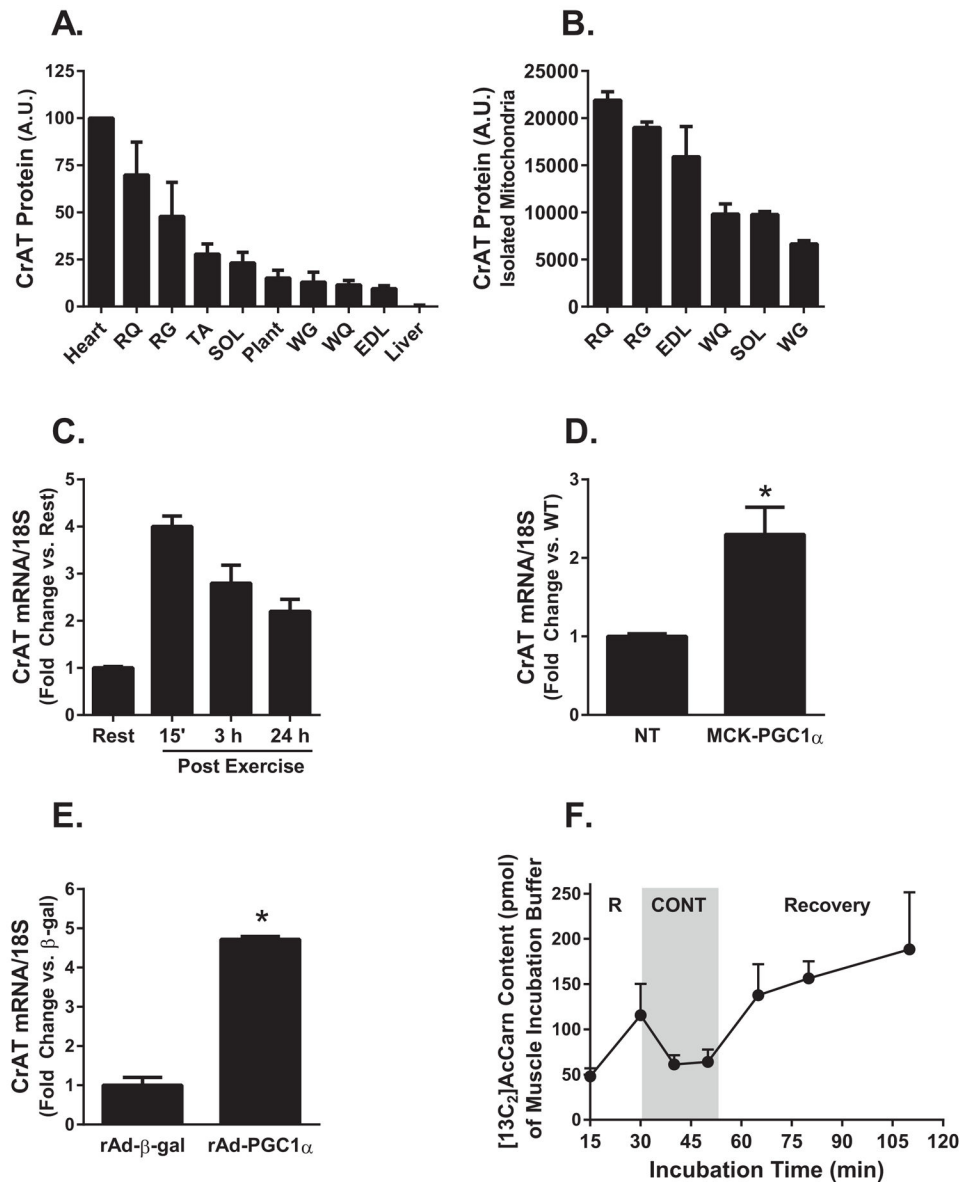 A.
CrAT Protein (A.U.)
125
100
75
50
25
0
Heart
RQ
RG
TA
SOL
Plant
WG
WQ
EDL
Liver
B.
CrAT Protein (A.U.)
Isolated Mitochondria
25000
20000
15000
10000
5000
0
RQ
RG
EDL
WQ
SOL
WG
C.
CrAT mRNA/18S
(Fold Change vs. Rest)
5
4
3
2
1
0
Rest
15'
3 h
24 h
Post Exercise
D.
CrAT mRNA/18S
(Fold Change vs. WT)
3
2
1
0
*
NT
MCK-PGC1α
E.
CrAT mRNA/18S
(Fold Change vs. β-gal)
6
5
4
3
2
1
0
*
rAd-β-gal
rAd-PGC1α
F.
[13C₂]AcCarn Content (pmol)
of Muscle Incubation Buffer
250
200
150
100
50
0
R
CONT
Recovery
15
30
45
60
75
90
105
120
Incubation Time (min)